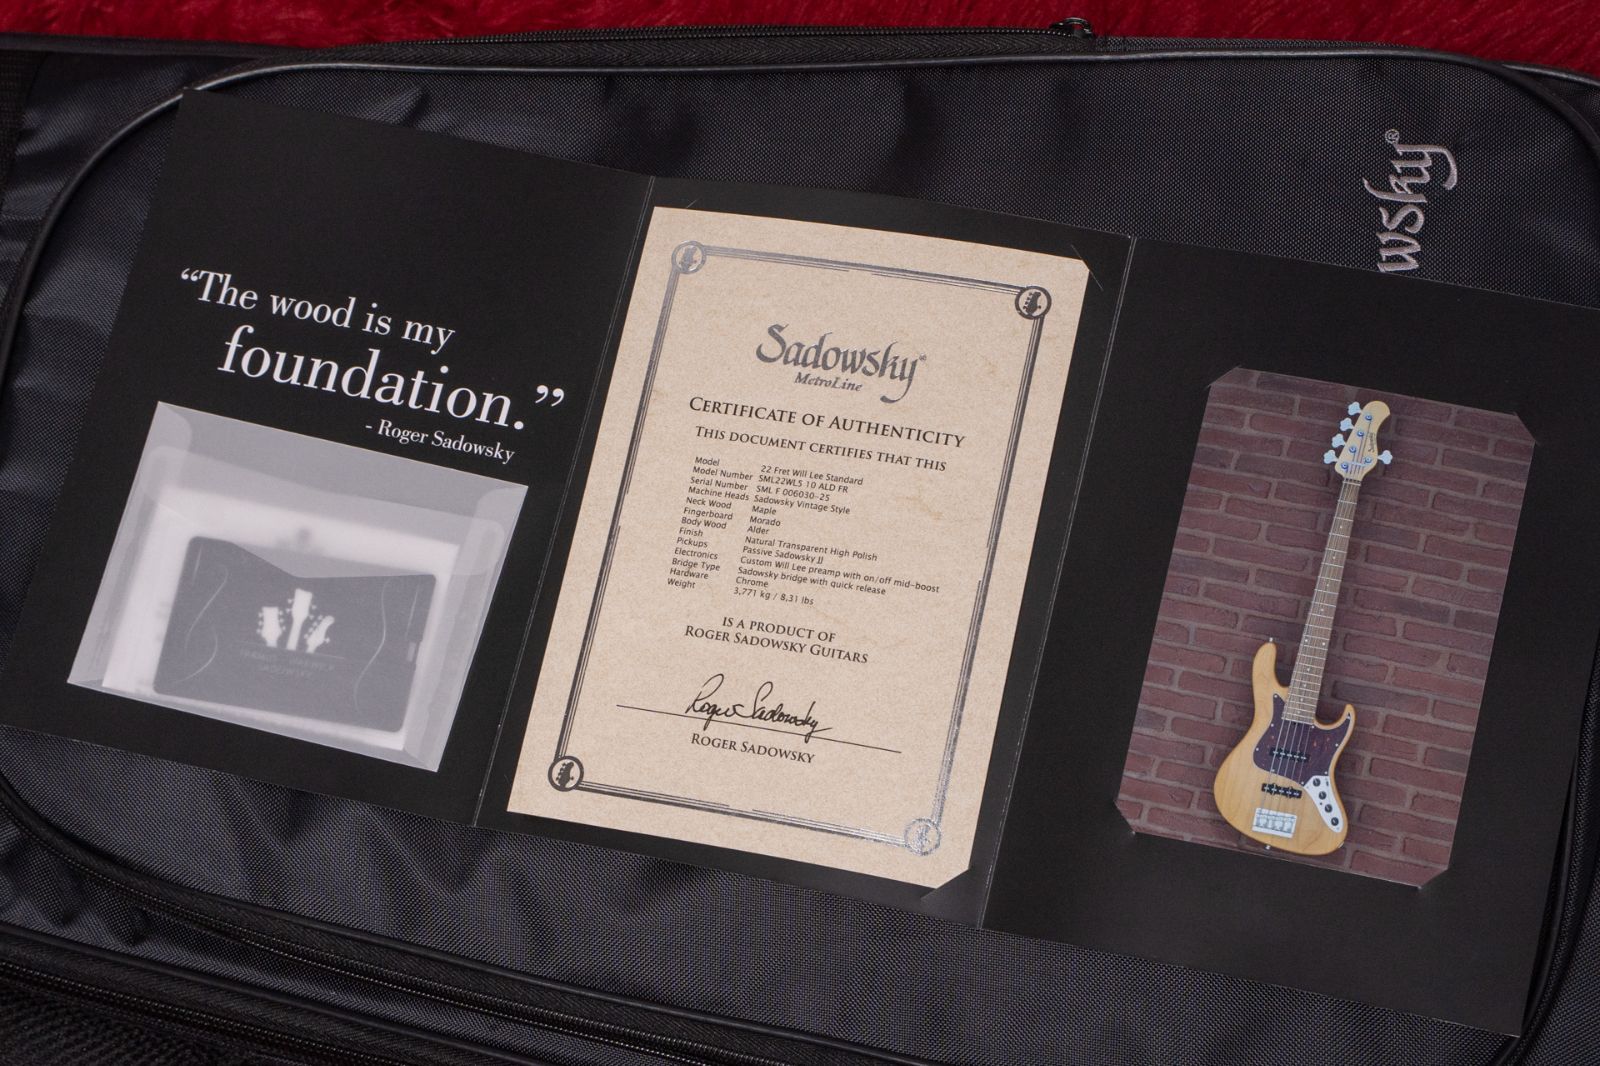 wsky®
“The wood is my
foundation.”
- Roger Sadowsky
Sadowsky®
MetroLine
CERTIFICATE OF AUTHENTICITY
THIS DOCUMENT CERTIFIES THAT THIS
Model 22 Fret Will Lee Standard
Model Number SML22WL5 10 ALD FR
Serial Number SML F 006030-25
Machine Heads Sadowsky Vintage Style
Neck Wood Maple
Fingerboard Morado
Body Wood Alder
Finish Natural Transparent High Polish
Pickups Passive Sadowsky JJ
Electronics Custom Will Lee preamp with on/off mid-boost
Bridge Type Sadowsky bridge with quick release
Hardware Chrome
Weight 3,771 kg / 8,31 lbs
IS A PRODUCT OF
ROGER SADOWSKY GUITARS
Roger Sadowsky
ROGER SADOWSKY
Sadowsky
SADOWSKY